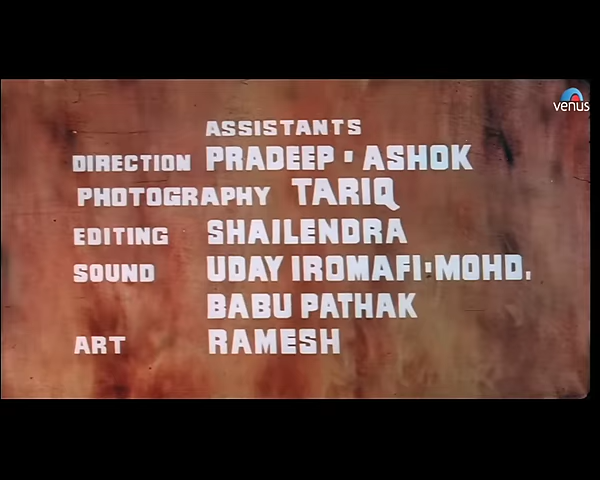 venus
ASSISTANTS
DIRECTION PRADEEP · ASHOK
PHOTOGRAPHY TARIQ
EDITING SHAILENDRA
SOUND UDAY IROMAFI·MOHD.
BABU PATHAK
ART RAMESH